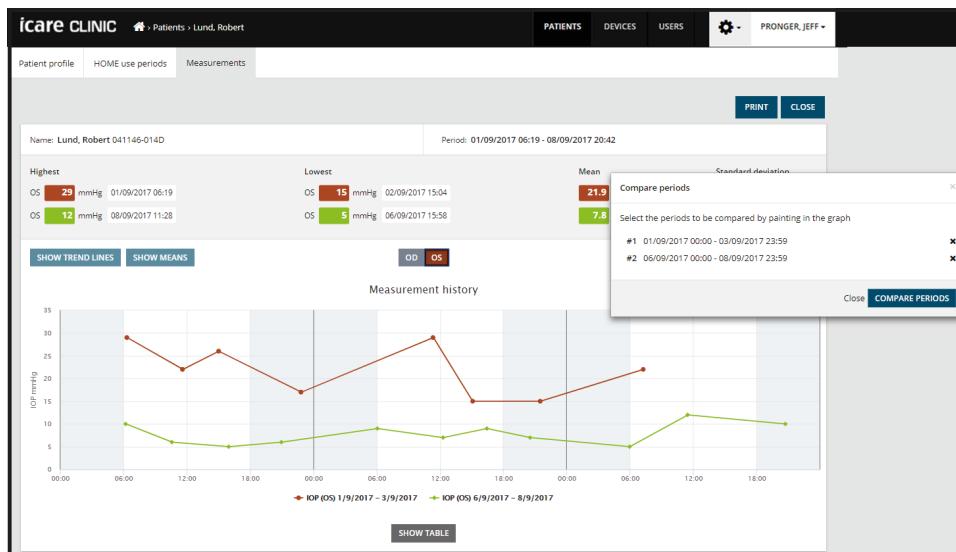 icare CLINIC › Patients › Lund, Robert PATIENTS DEVICES USERS PRONGER, JEFF
Patient profile HOME use periods Measurements
PRINT CLOSE
Name: Lund, Robert 041146-014D Period: 01/09/2017 06:19 - 08/09/2017 20:42
Highest Lowest Mean Standard deviation
OS 29 mmHg 01/09/2017 06:19 OS 15 mmHg 02/09/2017 15:04 21.9
OS 12 mmHg 08/09/2017 11:28 OS 5 mmHg 06/09/2017 15:58 7.8
Compare periods ×
Select the periods to be compared by painting in the graph
#1 01/09/2017 00:00 - 03/09/2017 23:59 ×
#2 06/09/2017 00:00 - 08/09/2017 23:59 ×
Close COMPARE PERIODS
SHOW TREND LINES SHOW MEANS OD OS
Measurement history
IOP mmHg
35
30
25
20
15
10
5
0
00:00 06:00 12:00 18:00 00:00 06:00 12:00 18:00 00:00 06:00 12:00 18:00
IOP (OS) 1/9/2017 – 3/9/2017 IOP (OS) 6/9/2017 – 8/9/2017
SHOW TABLE